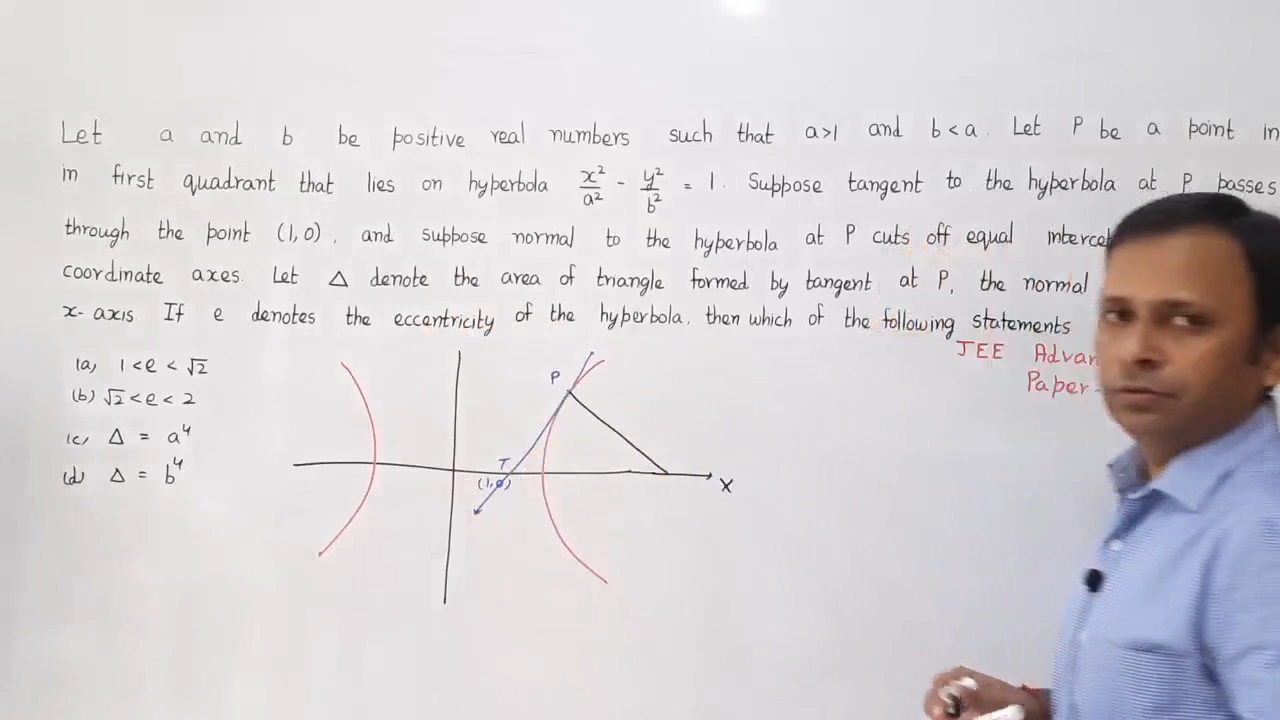 Let a and b be positive real numbers such that a>1 and b<a. Let P be a point in
in first quadrant that lies on hyperbola x²/a² - y²/b² = 1. Suppose tangent to the hyperbola at P passes
through the point (1,0), and suppose normal to the hyperbola at P cuts off equal
coordinate axes. Let Δ denote the area of triangle formed by tangent at P, the normal
x-axis If e denotes the eccentricity of the hyperbola, then which of the following statements
JEE
Paper-
(a) 1<e<√2
(b) √2<e<2
(c) Δ = a⁴
(d) Δ = b⁴
P
T
(1,0)
X